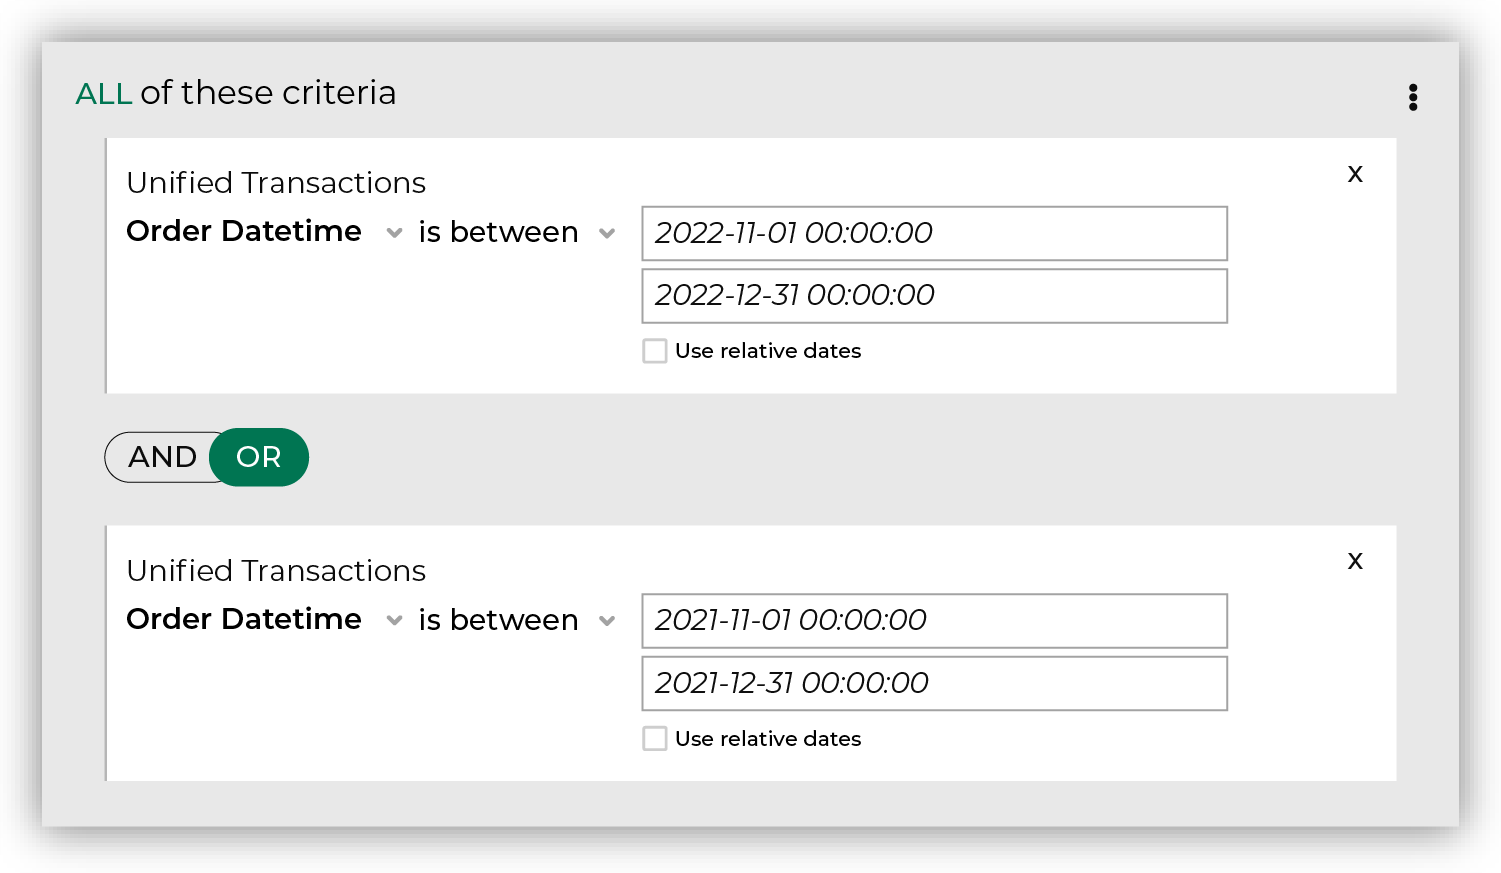 ALL of these criteria
x
Unified Transactions
Order Datetime is between 2022-11-01 00:00:00
2022-12-31 00:00:00
Use relative dates
AND OR
x
Unified Transactions
Order Datetime is between 2021-11-01 00:00:00
2021-12-31 00:00:00
Use relative dates